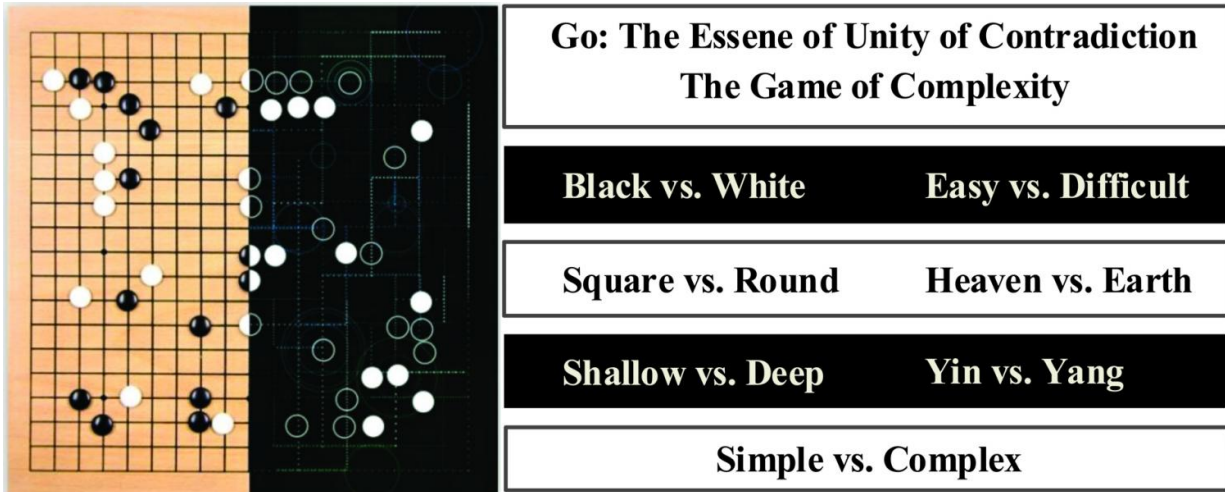 Go: The Essene of Unity of Contradiction
The Game of Complexity
Black vs. White Easy vs. Difficult
Square vs. Round Heaven vs. Earth
Shallow vs. Deep Yin vs. Yang
Simple vs. Complex